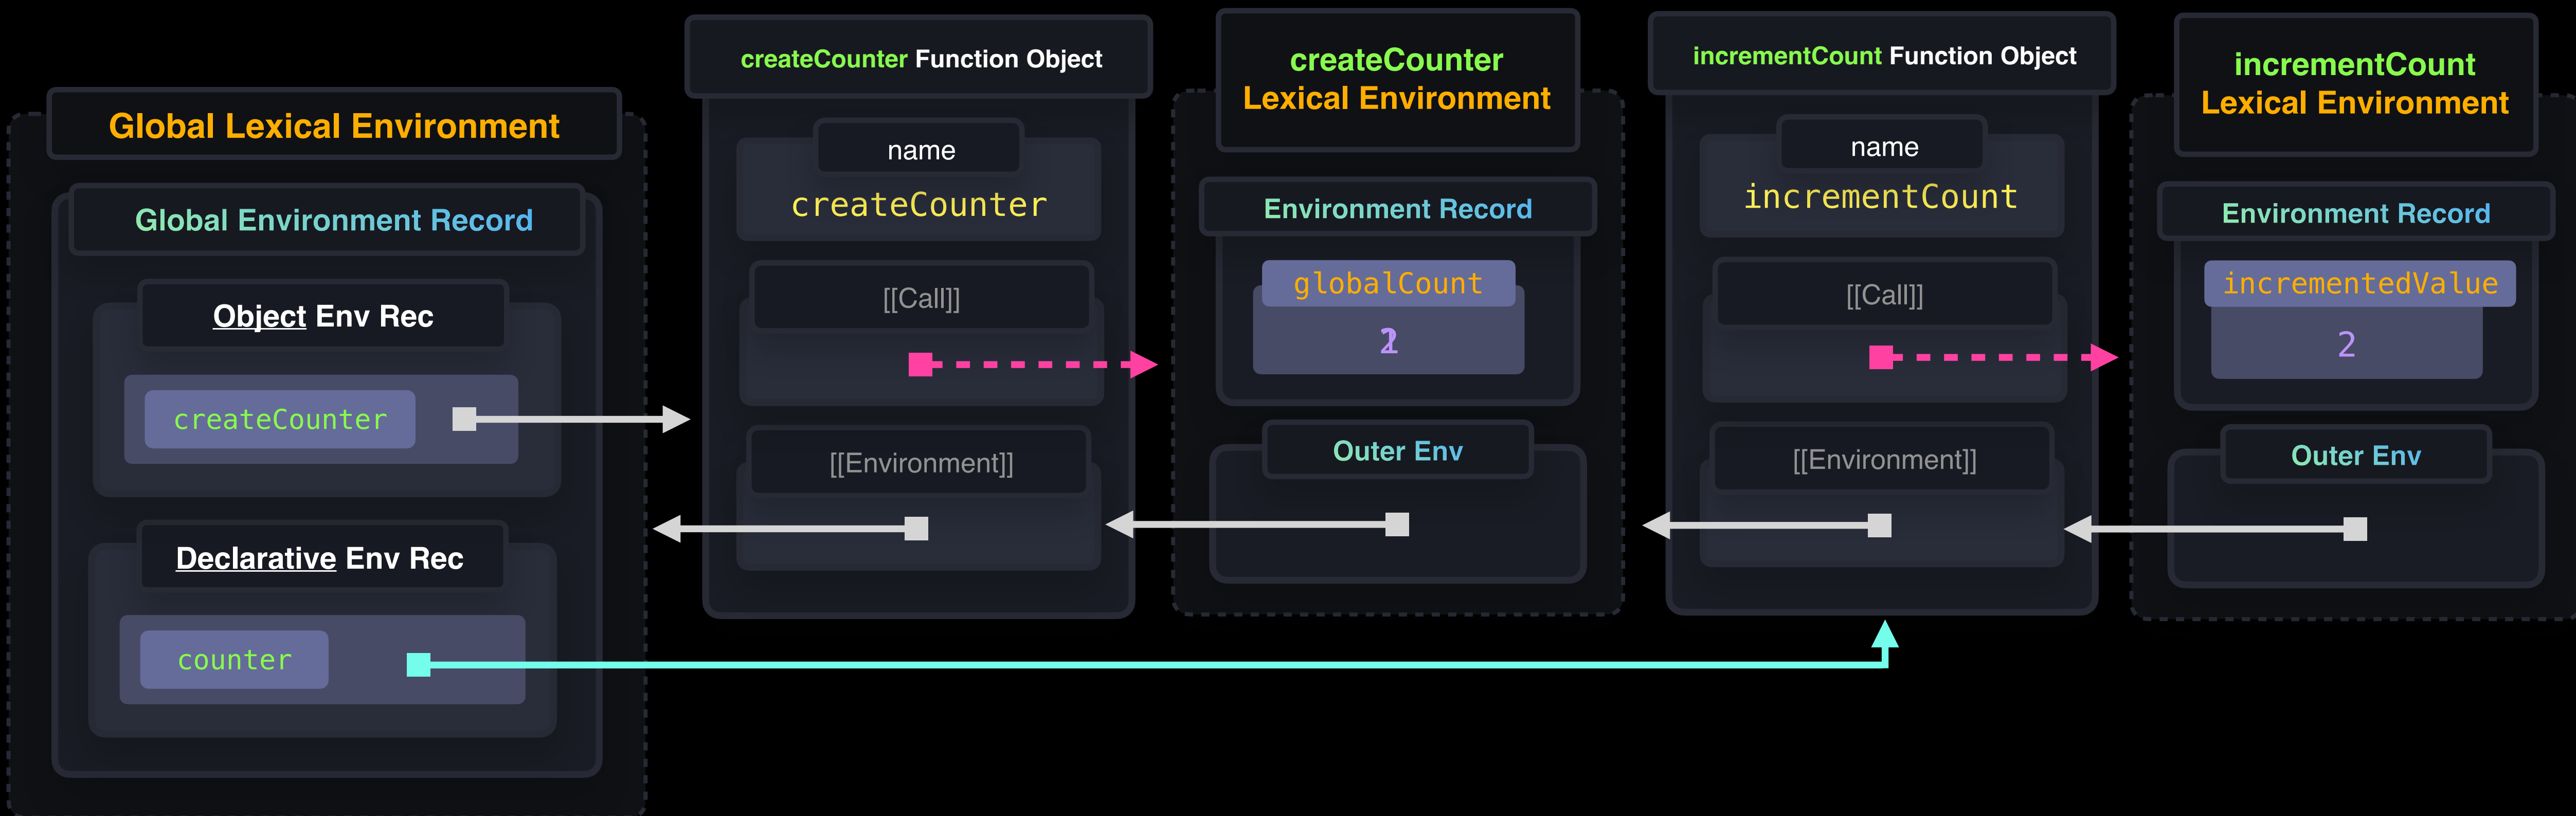 Global Lexical Environment
Global Environment Record
Object Env Rec
createCounter
Declarative Env Rec
counter
createCounter Function Object
name
createCounter
[[Call]]
[[Environment]]
createCounter
Lexical Environment
Environment Record
globalCount
Outer Env
incrementCount Function Object
name
incrementCount
[[Call]]
[[Environment]]
incrementCount
Lexical Environment
Environment Record
incrementedValue
2
Outer Env